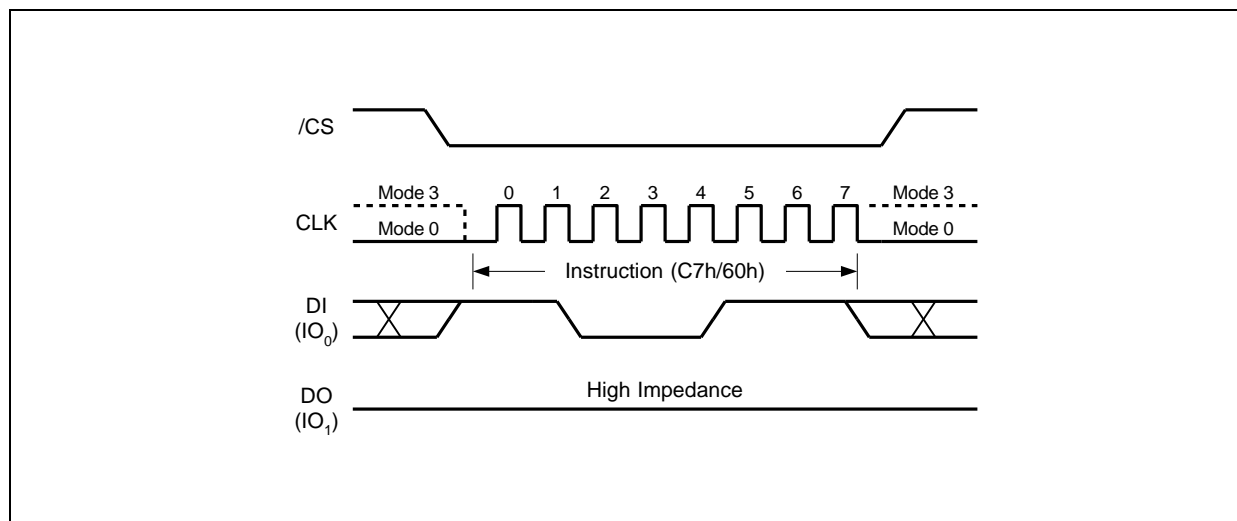 /CS
Mode 3 0 1 2 3 4 5 6 7 Mode 3
CLK
Mode 0 Mode 0
Instruction (C7h/60h)
DI
(IO0)
High Impedance
DO
(IO1)